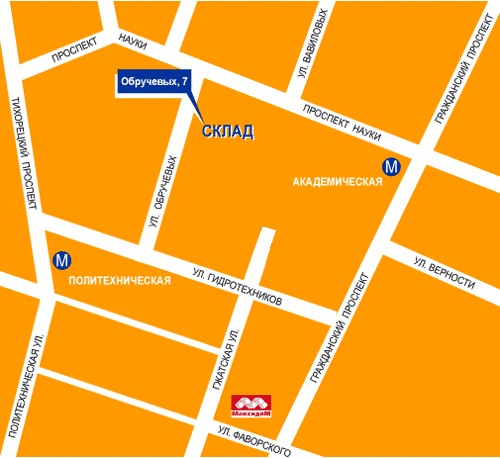 ПРОСПЕКТ
НАУКИ
УЛ. ВАВИЛОВЫХ
ГРАЖДАНСКИЙ ПРОСПЕКТ
Обручевых, 7
ТИХОРЕЦКИЙ ПРОСПЕКТ
СКЛАД
ПРОСПЕКТ НАУКИ
М
АКАДЕМИЧЕСКАЯ
УЛ. ОБРУЧЕВЫХ
М
ПОЛИТЕХНИЧЕСКАЯ
УЛ. ГИДРОТЕХНИКОВ
УЛ. ВЕРНОСТИ
ГРАЖДАНСКИЙ ПРОСПЕКТ
ГЖАТСКАЯ УЛ.
ПОЛИТЕХНИЧЕСКАЯ УЛ.
МаксидоМ
УЛ. ФАВОРСКОГО